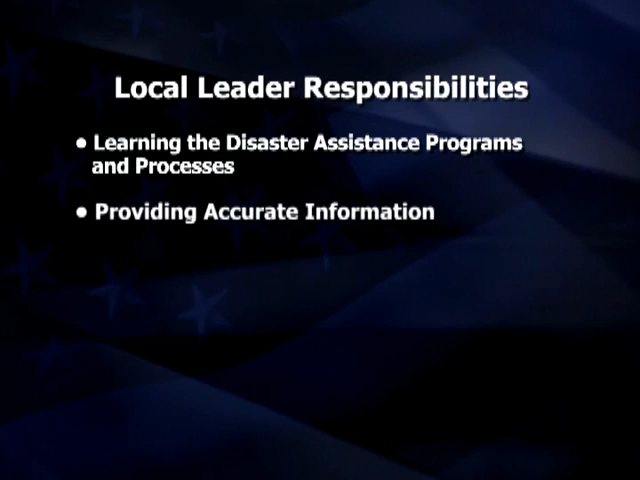 Local Leader Responsibilities
• Learning the Disaster Assistance Programs
and Processes
• Providing Accurate Information